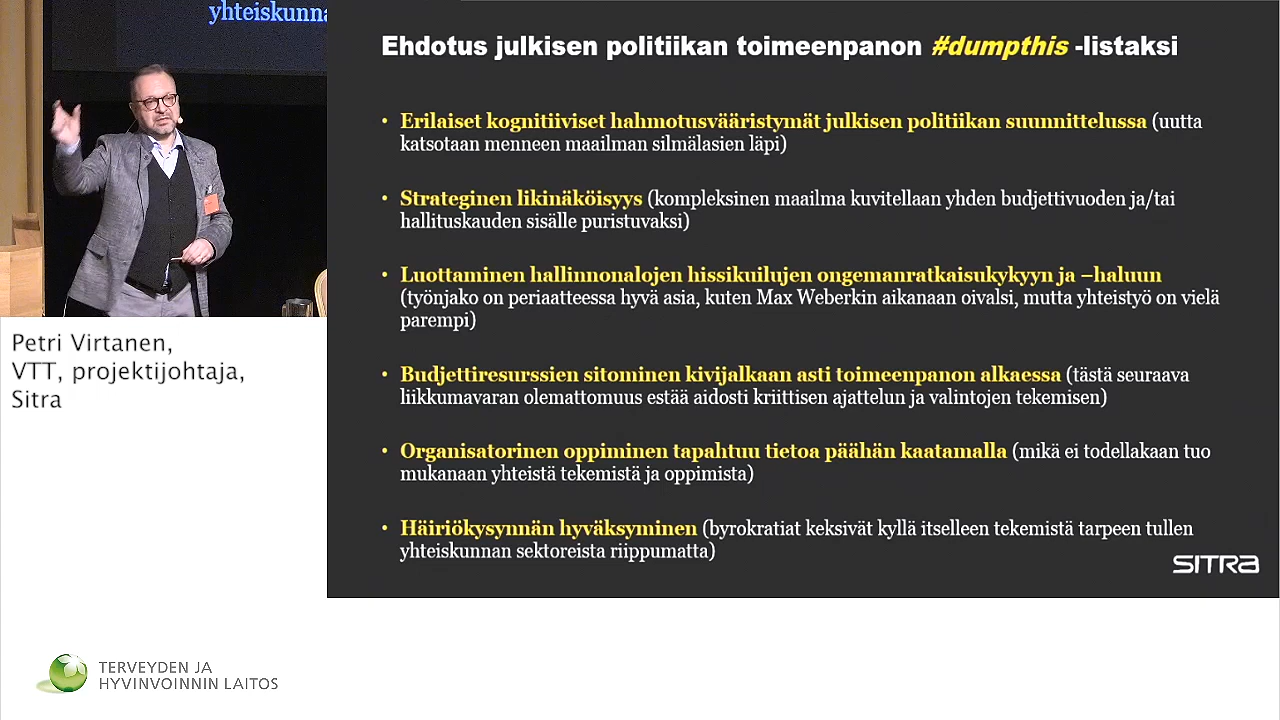 yhteiskunna
Ehdotus julkisen politiikan toimeenpanon #dumpthis -listaksi
• Erilaiset kognitiiviset hahmotusvääristymät julkisen politiikan suunnittelussa (uutta
katsotaan menneen maailman silmälasien läpi)
• Strateginen likinäköisyys (kompleksinen maailma kuvitellaan yhden budjettivuoden ja/tai
hallituskauden sisälle puristuvaksi)
• Luottaminen hallinnonalojen hissikuilujen ongemanratkaisukykyyn ja –haluun
(työnjako on periaatteessa hyvä asia, kuten Max Weberkin aikanaan oivalsi, mutta yhteistyö on vielä
parempi)
• Budjettiresurssien sitominen kivijalkaan asti toimeenpanon alkaessa (tästä seuraava
liikkumavaran olemattomuus estää aidosti kriittisen ajattelun ja valintojen tekemisen)
• Organisatorinen oppiminen tapahtuu tietoa päähän kaatamalla (mikä ei todellakaan tuo
mukanaan yhteistä tekemistä ja oppimista)
• Häiriökysynnän hyväksyminen (byrokratiat keksivät kyllä itselleen tekemistä tarpeen tullen
yhteiskunnan sektoreista riippumatta)
SITRA
Petri Virtanen,
VTT, projektijohtaja,
Sitra
TERVEYDEN JA
HYVINVOINNIN LAITOS